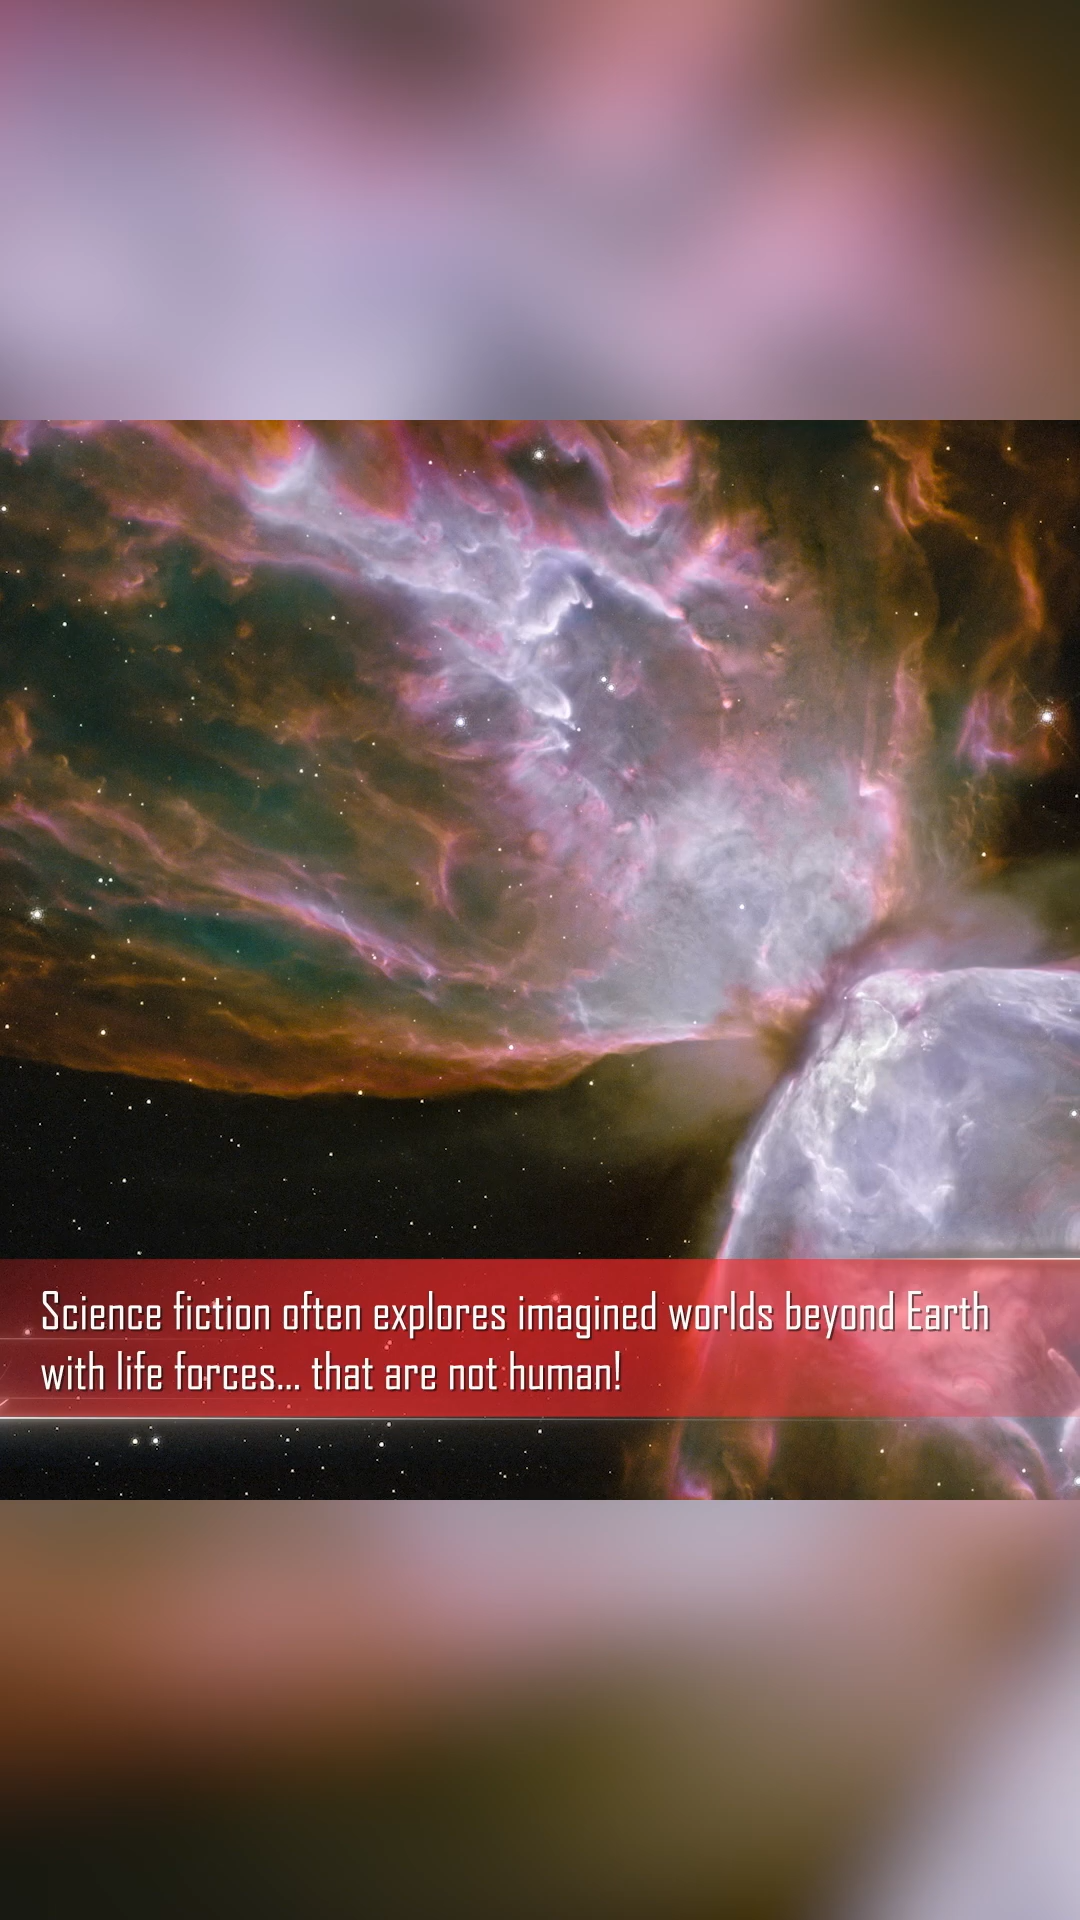 Science fiction often explores imagined worlds beyond Earth
with life forces... that are not human!